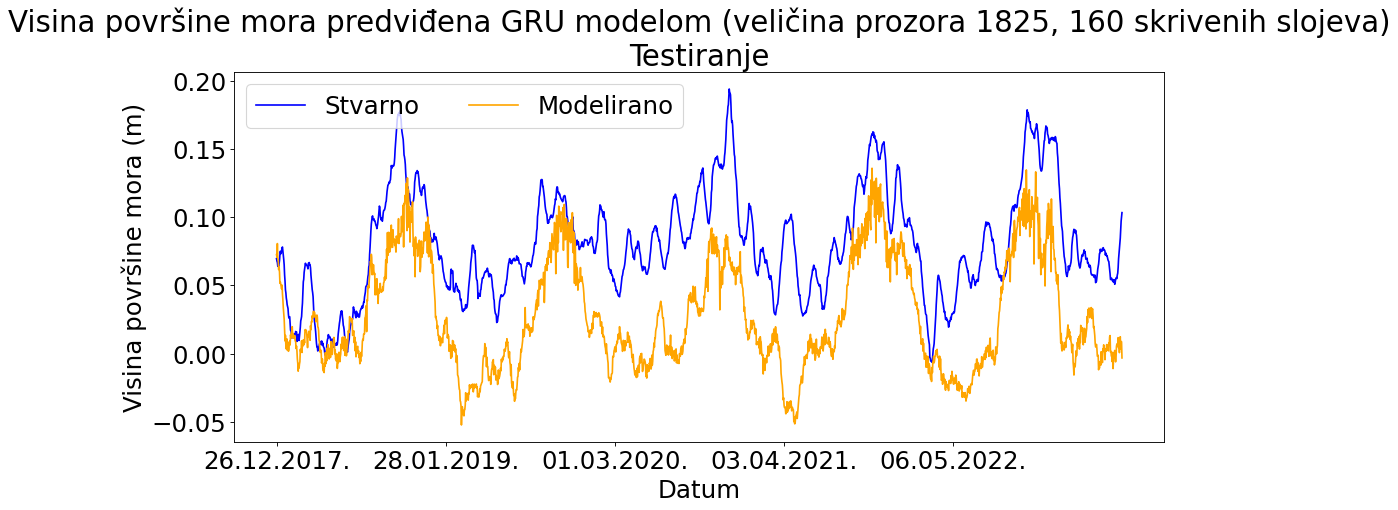 Visina površine mora predviđena GRU modelom (veličina prozora 1825, 160 skrivenih slojeva)
Testiranje
Stvarno Modelirano
Visina površine mora (m)
0.20
0.15
0.10
0.05
0.00
−0.05
26.12.2017. 28.01.2019. 01.03.2020. 03.04.2021. 06.05.2022.
Datum